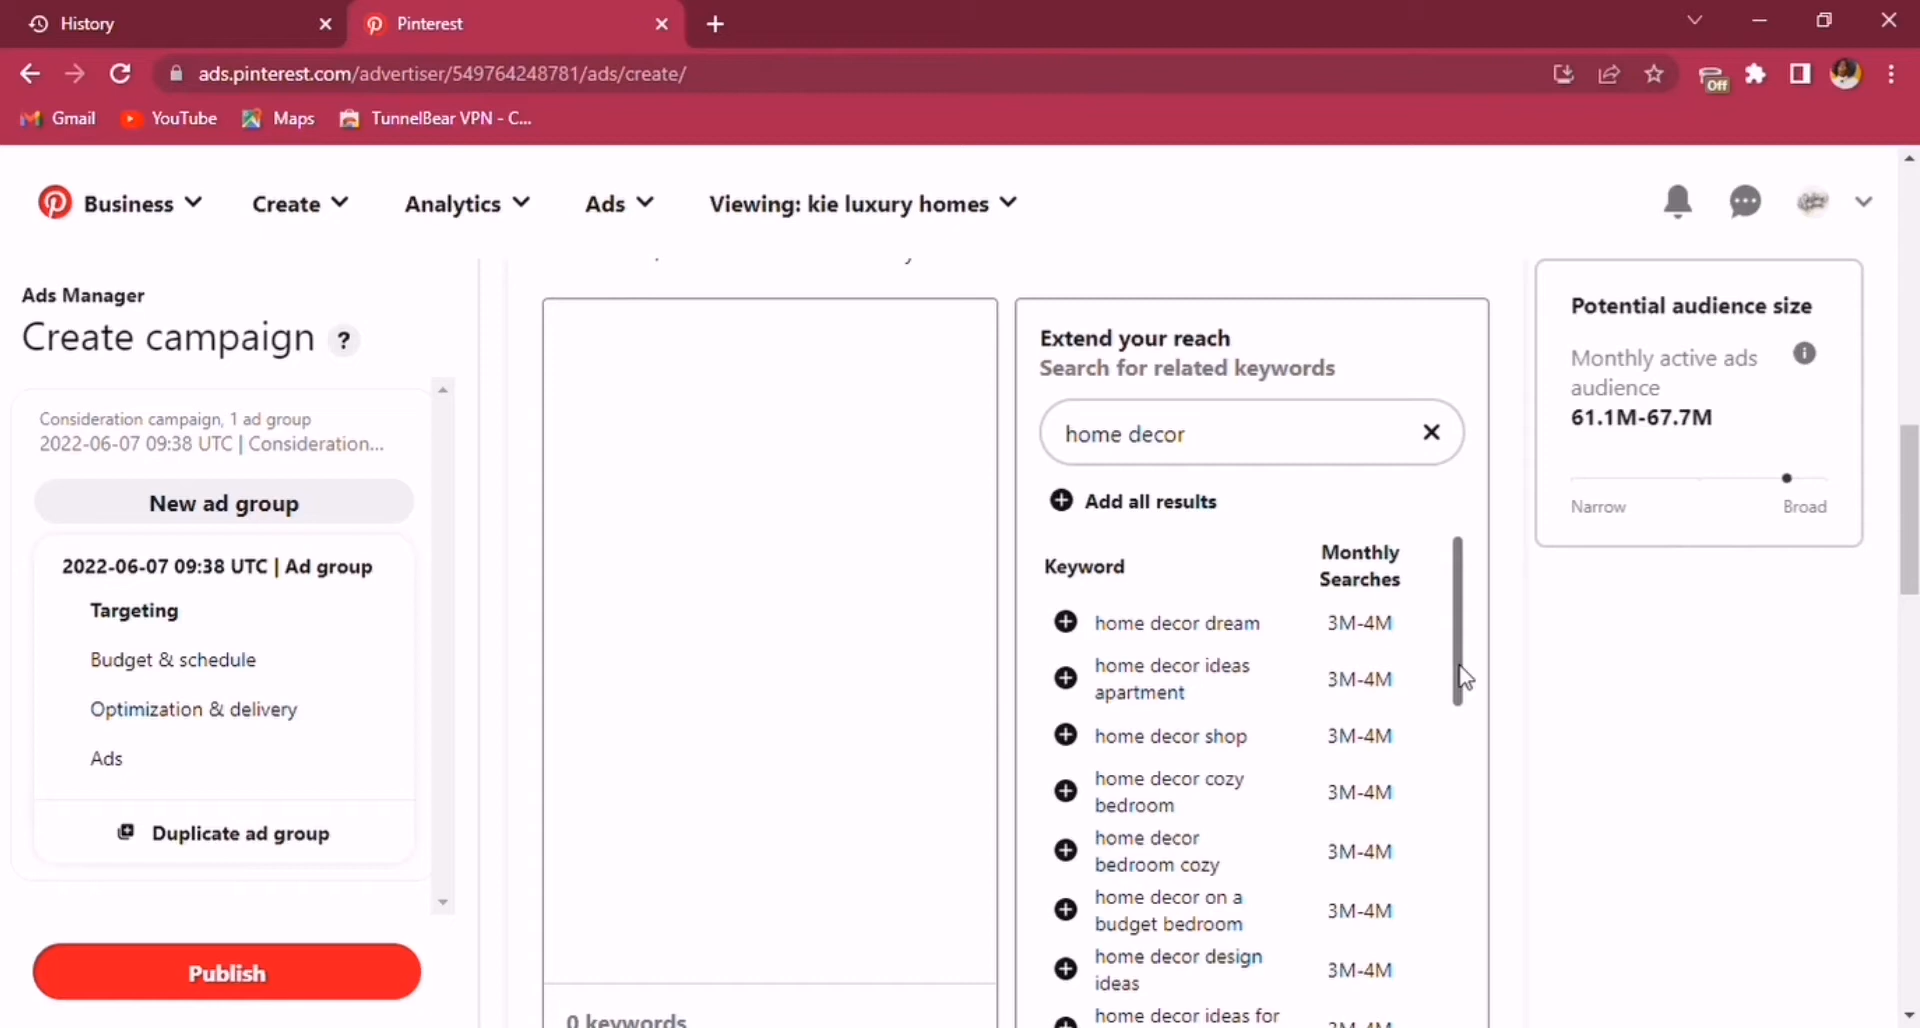 History
Pinterest
ads.pinterest.com/advertiser/549764248781/ads/create/
Off
Gmail
YouTube
Maps
TunnelBear VPN - C...
Business
Create
Analytics
Ads
Viewing: kie luxury homes
Ads Manager
Create campaign ?
Consideration campaign, 1 ad group
2022-06-07 09:38 UTC | Consideration...
New ad group
2022-06-07 09:38 UTC | Ad group
Targeting
Budget & schedule
Optimization & delivery
Ads
Duplicate ad group
Publish
0 keywords
Extend your reach
Search for related keywords
home decor
Add all results
Keyword
Monthly
Searches
home decor dream 3M-4M
home decor ideas
apartment 3M-4M
home decor shop 3M-4M
home decor cozy
bedroom 3M-4M
home decor
bedroom cozy 3M-4M
home decor on a
budget bedroom 3M-4M
home decor design
ideas 3M-4M
home decor ideas for
3M-4M
Potential audience size
Monthly active ads
audience
61.1M-67.7M
Narrow
Broad